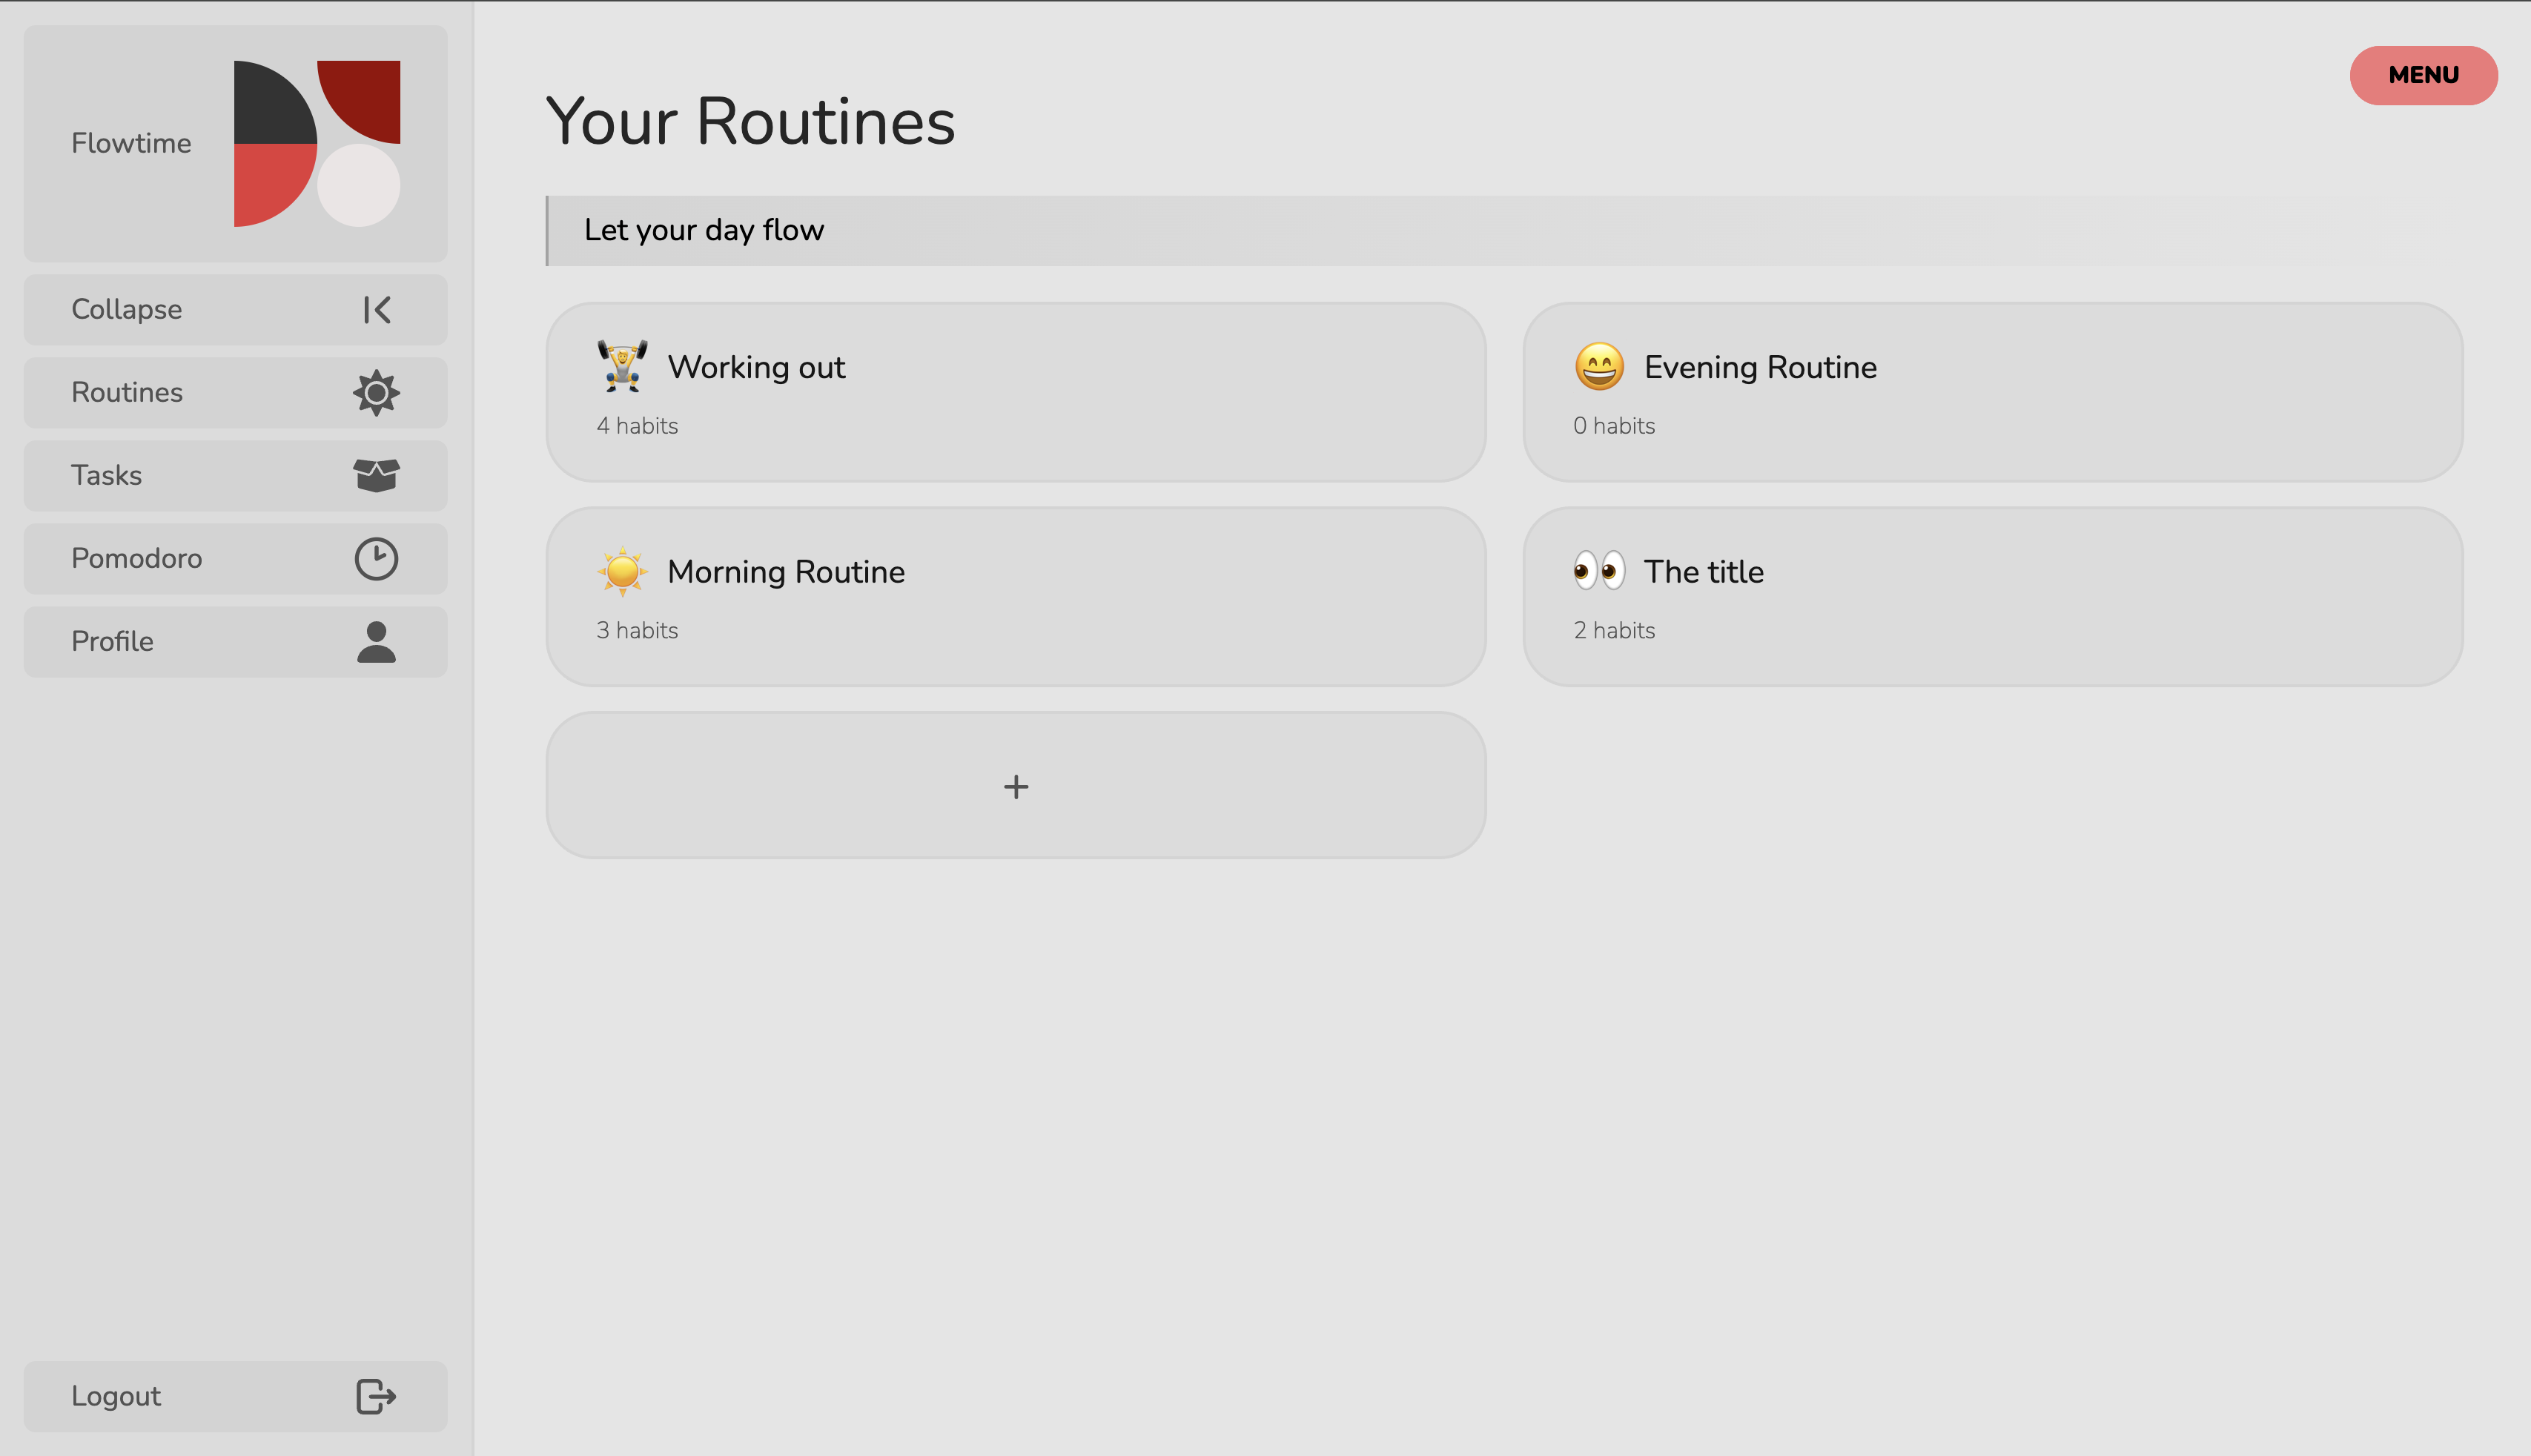 Flowtime
Collapse
Routines
Tasks
Pomodoro
Profile
Logout
MENU
Your Routines
Let your day flow
Working out
4 habits
Evening Routine
0 habits
Morning Routine
3 habits
The title
2 habits
+